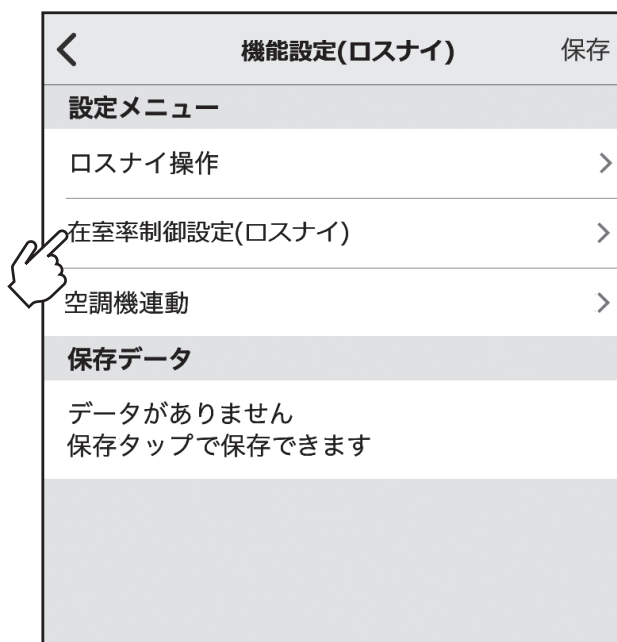 機能設定(ロスナイ)
保存
設定メニュー
ロスナイ操作
在室率制御設定(ロスナイ)
空調機連動
保存データ
データがありません
保存タップで保存できます